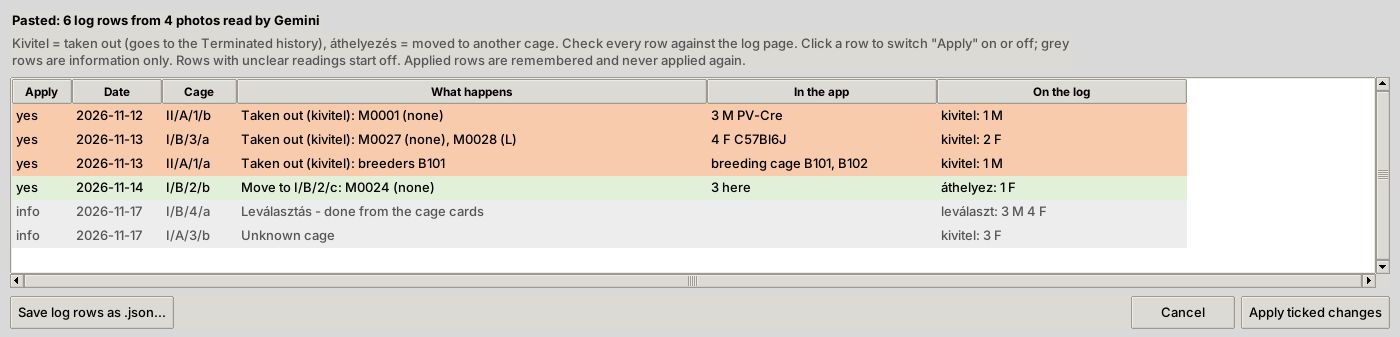 Pasted: 6 log rows from 4 photos read by Gemini
Kivitel = taken out (goes to the Terminated history), áthelyezés = moved to another cage. Check every row against the log page. Click a row to switch "Apply" on or off; grey
rows are information only. Rows with unclear readings start off. Applied rows are remembered and never applied again.
Apply Date Cage What happens In the app On the log
yes 2026-11-12 II/A/1/b Taken out (kivitel): M0001 (none) 3 M PV-Cre kivitel: 1 M
yes 2026-11-13 I/B/3/a Taken out (kivitel): M0027 (none), M0028 (L) 4 F C57Bl6J kivitel: 2 F
yes 2026-11-13 II/A/1/a Taken out (kivitel): breeders B101 breeding cage B101, B102 kivitel: 1 M
yes 2026-11-14 I/B/2/b Move to I/B/2/c: M0024 (none) 3 here áthelyez: 1 F
info 2026-11-17 I/B/4/a Leválasztás - done from the cage cards leválaszt: 3 M 4 F
info 2026-11-17 I/A/3/b Unknown cage kivitel: 3 F
Save log rows as .json... Cancel Apply ticked changes